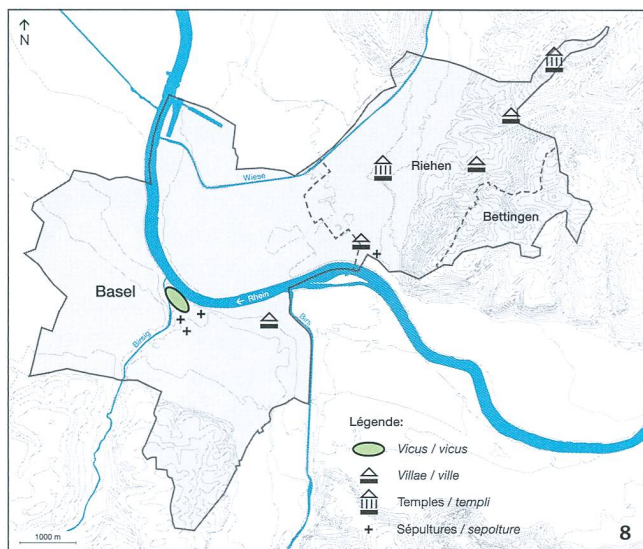 N
Wiese
Riehen
Bettingen
Basel
← Rhein
Birsig
Birs
Légende:
Vicus / vicus
Villae / ville
Temples / templi
Sépultures / sepolture
1000 m
8